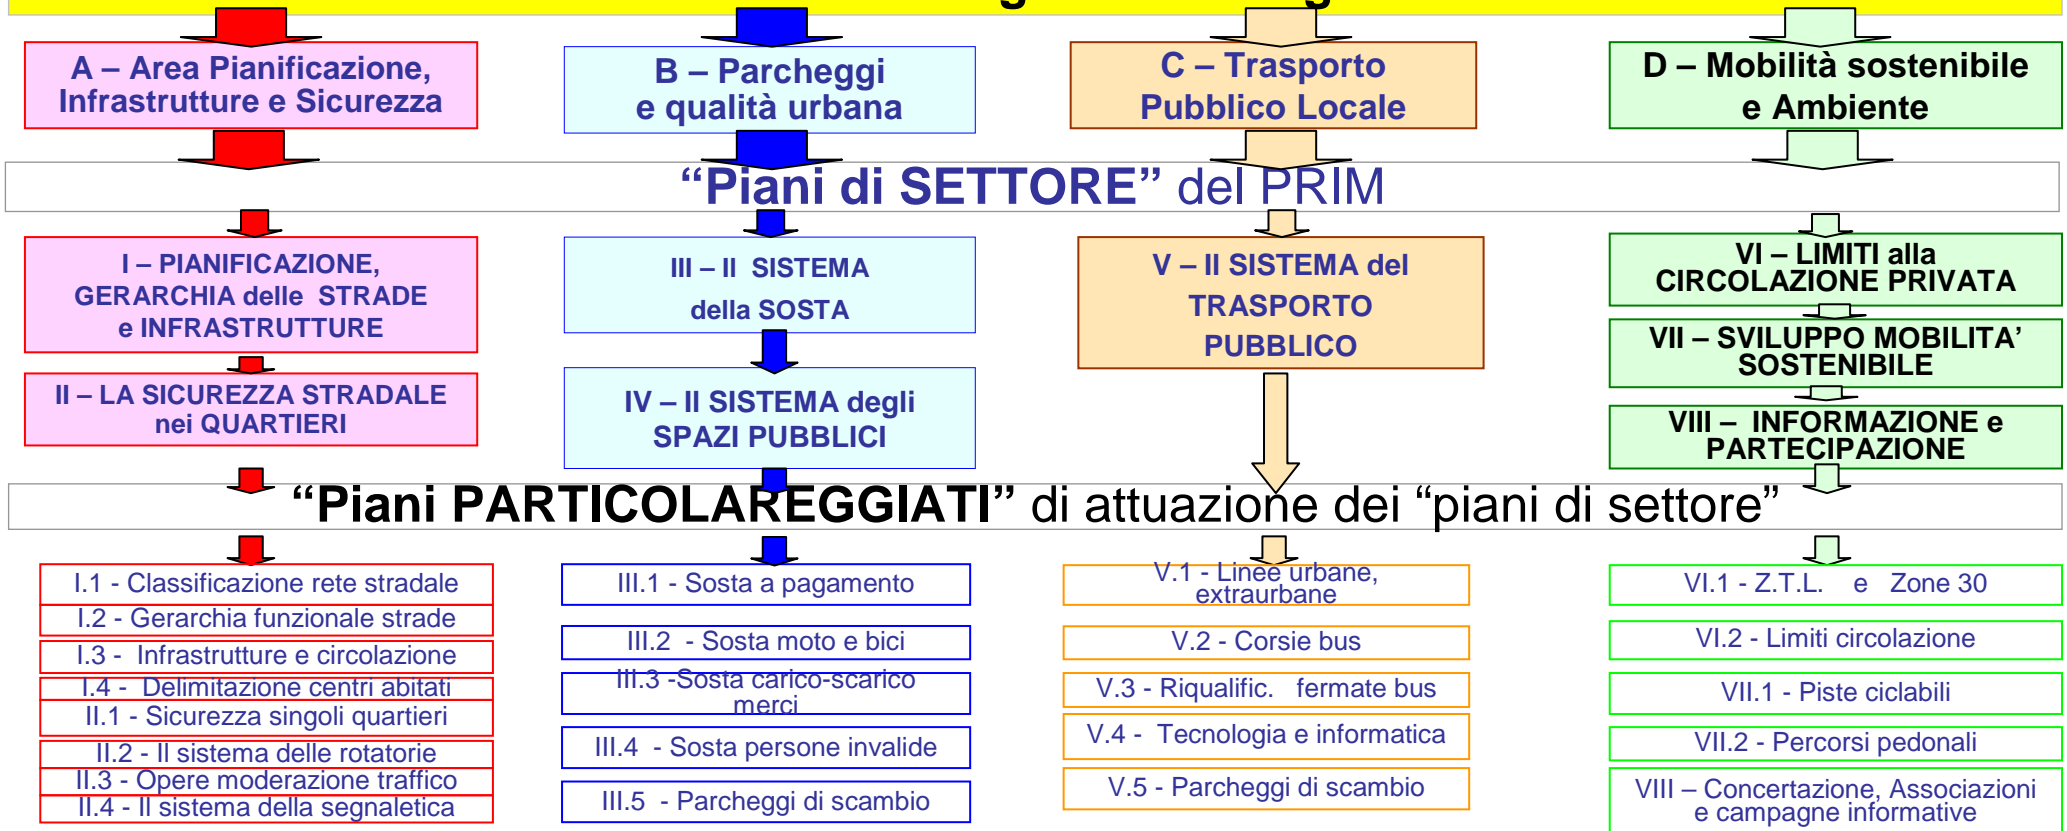 A – Area Pianificazione,
Infrastrutture e Sicurezza
B – Parcheggi
e qualità urbana
C – Trasporto
Pubblico Locale
D – Mobilità sostenibile
e Ambiente
“Piani di SETTORE” del PRIM
I – PIANIFICAZIONE,
GERARCHIA delle STRADE
e INFRASTRUTTURE
II – LA SICUREZZA STRADALE
nei QUARTIERI
III – Il SISTEMA
della SOSTA
IV – Il SISTEMA degli
SPAZI PUBBLICI
V – Il SISTEMA del
TRASPORTO
PUBBLICO
VI – LIMITI alla
CIRCOLAZIONE PRIVATA
VII – SVILUPPO MOBILITA’
SOSTENIBILE
VIII – INFORMAZIONE e
PARTECIPAZIONE
“Piani PARTICOLAREGGIATI” di attuazione dei “piani di settore”
I.1 - Classificazione rete stradale
I.2 - Gerarchia funzionale strade
I.3 - Infrastrutture e circolazione
I.4 - Delimitazione centri abitati
II.1 - Sicurezza singoli quartieri
II.2 - Il sistema delle rotatorie
II.3 - Opere moderazione traffico
II.4 - Il sistema della segnaletica
III.1 - Sosta a pagamento
III.2 - Sosta moto e bici
III.3 -Sosta carico-scarico
merci
III.4 - Sosta persone invalide
III.5 - Parcheggi di scambio
V.1 - Linee urbane,
extraurbane
V.2 - Corsie bus
V.3 - Riqualific. fermate bus
V.4 - Tecnologia e informatica
V.5 - Parcheggi di scambio
VI.1 - Z.T.L. e Zone 30
VI.2 - Limiti circolazione
VII.1 - Piste ciclabili
VII.2 - Percorsi pedonali
VIII – Concertazione, Associazioni
e campagne informative